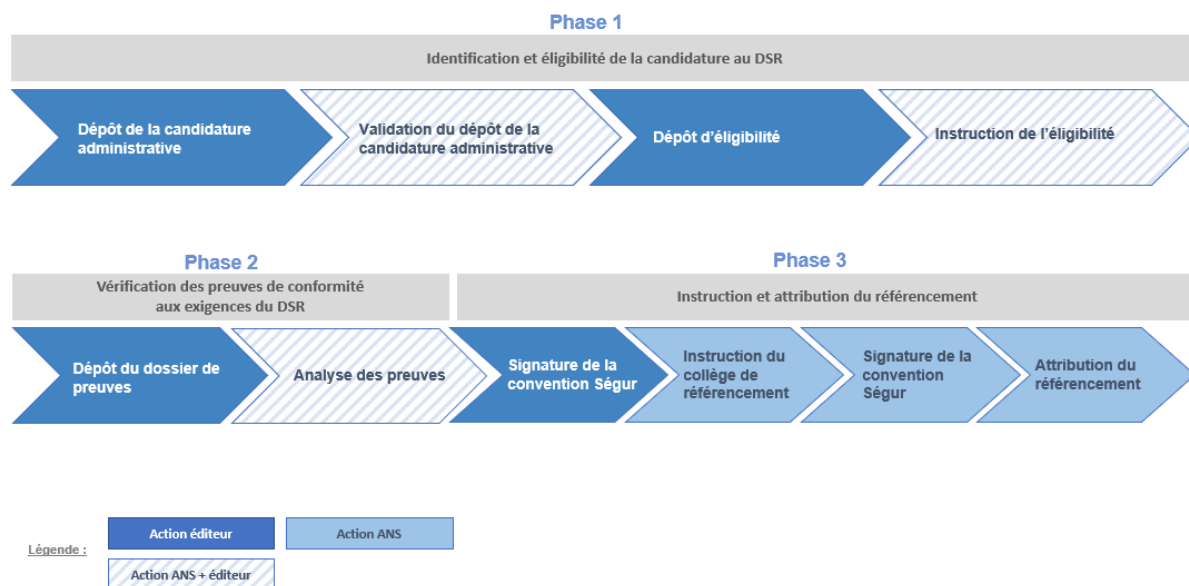 Phase 1
Identification et éligibilité de la candidature au DSR
Dépôt de la candidature
administrative
Validation du dépôt de la
candidature administrative
Dépôt d'éligibilité
Instruction de l'éligibilité
Phase 2
Vérification des preuves de conformité
aux exigences du DSR
Phase 3
Instruction et attribution du référencement
Dépôt du dossier de
preuves
Analyse des preuves
Signature de la
convention Ségur
Instruction du
collège de
référencement
Signature de la
convention
Ségur
Attribution du
référencement
Légende :
Action éditeur
Action ANS
Action ANS + éditeur